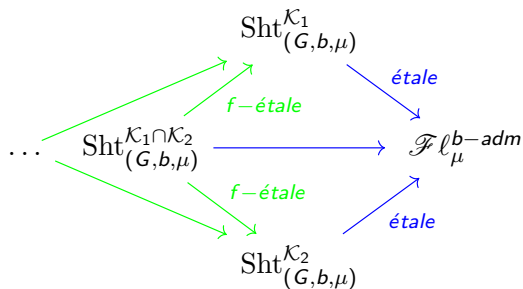 Sht^{𝒦_1}_{(G,b,μ)}
étale
f−étale
... Sht^{𝒦_1∩𝒦_2}_{(G,b,μ)} ℱℓ^{b−adm}_μ
f−étale
étale
Sht^{𝒦_2}_{(G,b,μ)}